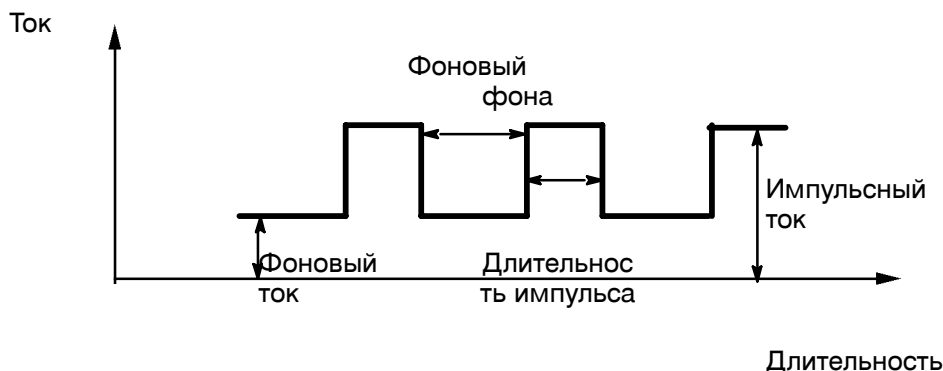 Ток
Фоновый
фона
Импульсный
ток
Фоновый
ток
Длительнос
ть импульса
Длительность